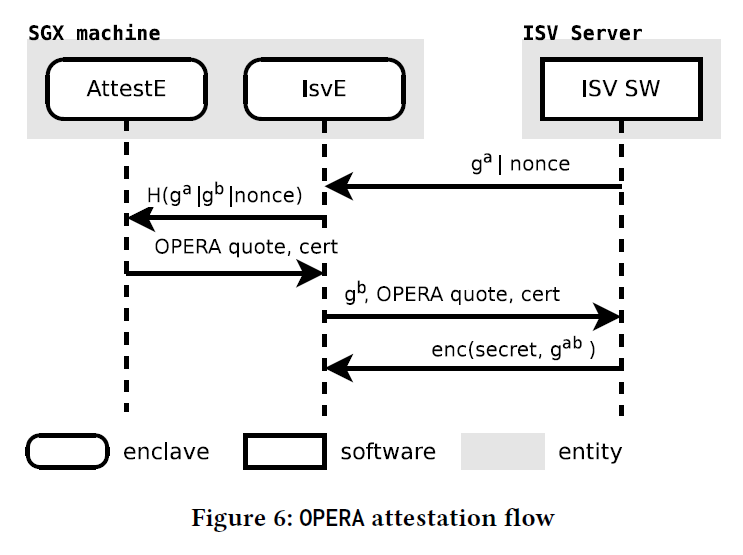 SGX machine
ISV Server
AttestE
IsvE
ISV SW
gᵃ | nonce
H(gᵃ|gᵇ|nonce)
OPERA quote, cert
gᵇ, OPERA quote, cert
enc(secret, gᵃᵇ )
enclave
software
entity
Figure 6: OPERA attestation flow